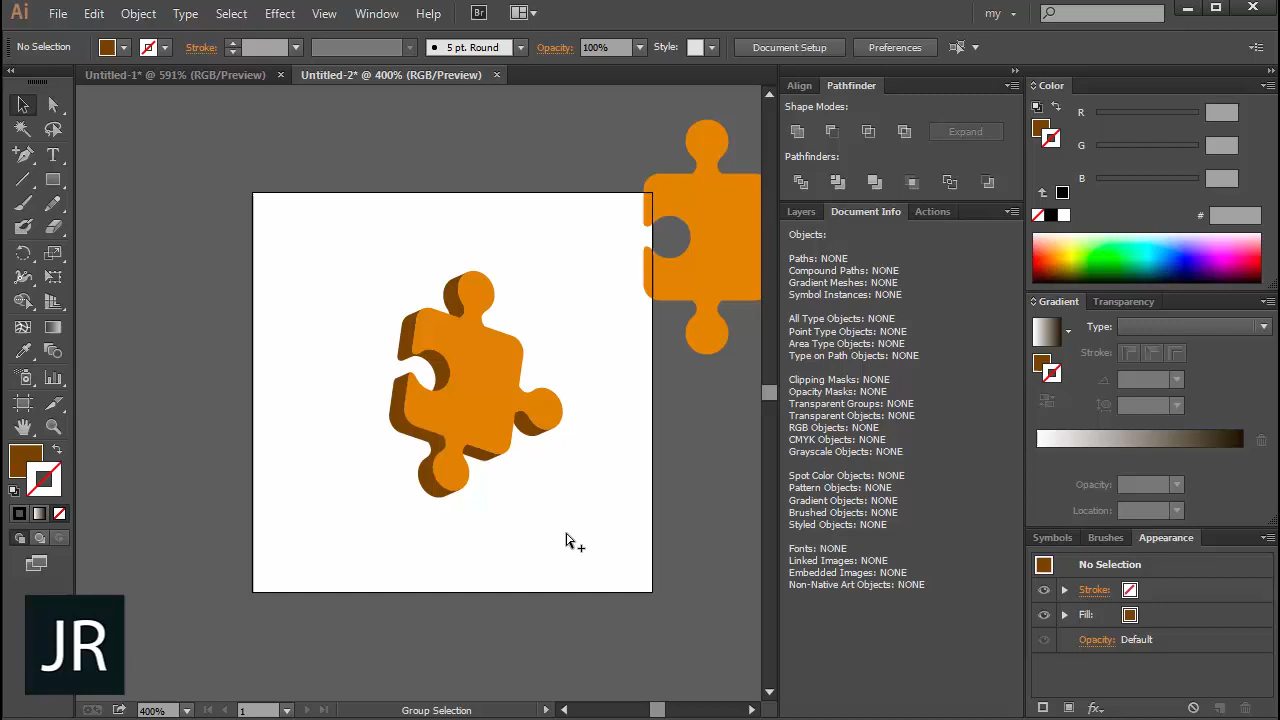 Ai File Edit Object Type Select Effect View Window Help Br my
No Selection Stroke: 5 pt. Round Opacity: 100% Style: Document Setup Preferences
Untitled-1* @ 591% (RGB/Preview) × Untitled-2* @ 400% (RGB/Preview) ×
Align Pathfinder
Shape Modes:
Expand
Pathfinders:
Layers Document Info Actions
Objects:
Paths: NONE
Compound Paths: NONE
Gradient Meshes: NONE
Symbol Instances: NONE
All Type Objects: NONE
Point Type Objects: NONE
Area Type Objects: NONE
Type on Path Objects: NONE
Clipping Masks: NONE
Opacity Masks: NONE
Transparent Groups: NONE
Transparent Objects: NONE
RGB Objects: NONE
CMYK Objects: NONE
Grayscale Objects: NONE
Spot Color Objects: NONE
Pattern Objects: NONE
Gradient Objects: NONE
Brushed Objects: NONE
Styled Objects: NONE
Fonts: NONE
Linked Images: NONE
Embedded Images: NONE
Non-Native Art Objects: NONE
Color
R
G
B
#
Gradient Transparency
Type:
Stroke:
Opacity:
Location:
Symbols Brushes Appearance
No Selection
Stroke:
Fill:
Opacity: Default
fx
T
JR
400% 1 Group Selection